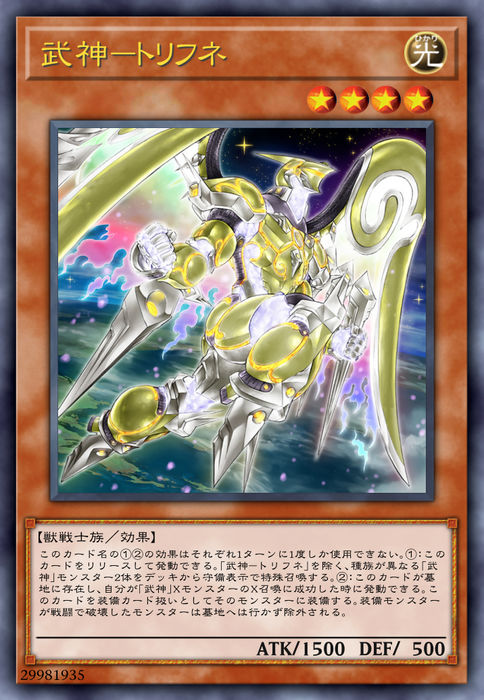 武神－トリフネ
ひかり
光
【獣戦士族／効果】
このカード名の①②の効果はそれぞれ1ターンに1度しか使用できない。①：この
カードをリリースして発動できる。「武神－トリフネ」を除く、種族が異なる「武
神」モンスター2体をデッキから守備表示で特殊召喚する。②：このカードが墓
地に存在し、自分が「武神」XモンスターのX召喚に成功した時に発動できる。こ
のカードを装備カード扱いとしてそのモンスターに装備する。装備モンスター
が戦闘で破壊したモンスターは墓地へは行かず除外される。
ATK/1500 DEF/ 500
29981935